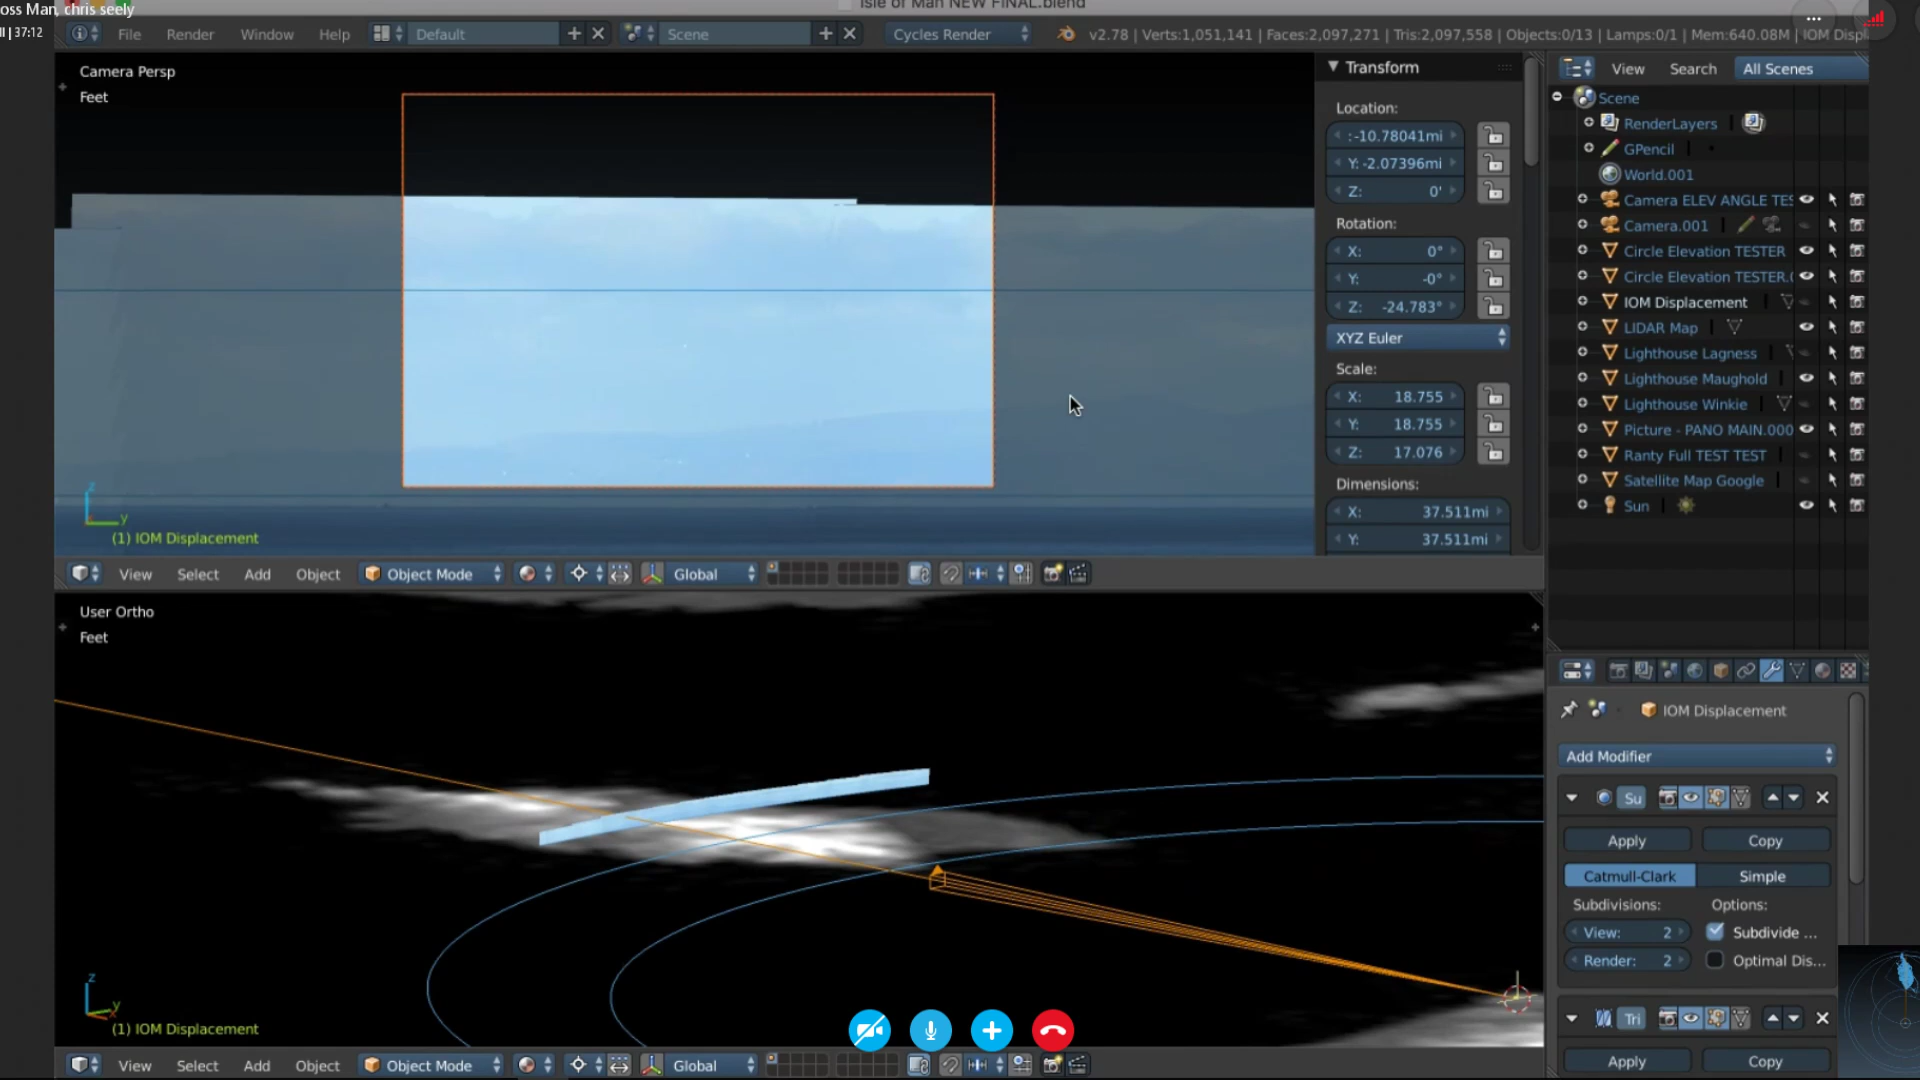 oss Man, chris seely
| 37:12
Isle of Man NEW FINAL.blend
File Render Window Help Default Scene Cycles Render v2.78 | Verts:1,051,141 | Faces:2,097,271 | Tris:2,097,558 | Objects:0/13 | Lamps:0/1 | Mem:640.08M | IOM Displ
Camera Persp
Feet
(1) IOM Displacement
z
y
Transform
Location:
:-10.78041mi
Y: -2.07396mi
Z: 0'
Rotation:
X: 0°
Y: -0°
Z: -24.783°
XYZ Euler
Scale:
X: 18.755
Y: 18.755
Z: 17.076
Dimensions:
X: 37.511mi
Y: 37.511mi
View Search All Scenes
Scene
RenderLayers
GPencil
World.001
Camera ELEV ANGLE TES
Camera.001
Circle Elevation TESTER
Circle Elevation TESTER.
IOM Displacement
LIDAR Map
Lighthouse Lagness
Lighthouse Maughold
Lighthouse Winkie
Picture - PANO MAIN.000
Ranty Full TEST TEST
Satellite Map Google
Sun
View Select Add Object Object Mode Global
User Ortho
Feet
z
y
(1) IOM Displacement
View Select Add Object Object Mode Global
IOM Displacement
Add Modifier
Su
Apply Copy
Catmull-Clark Simple
Subdivisions: Options:
View: 2 Subdivide ...
Render: 2 Optimal Dis...
Tri
Apply Copy